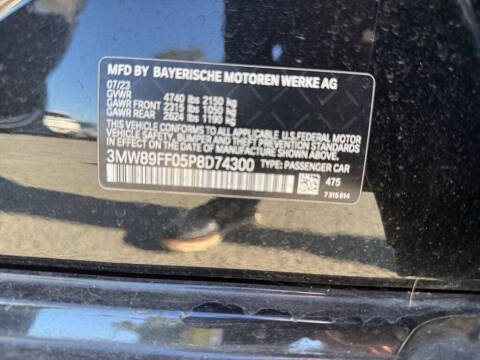 MFD BY BAYERISCHE MOTOREN WERKE AG
07/23
GVWR 4740 lbs 2150 kg
GAWR FRONT 2315 lbs 1050 kg
GAWR REAR 2624 lbs 1190 kg
THIS VEHICLE CONFORMS TO ALL APPLICABLE U.S.FEDERAL MOTOR
VEHICLE SAFETY, BUMPER, AND THEFT PREVENTION STANDARDS
IN EFFECT ON THE DATE OF MANUFACTURE SHOWN ABOVE.
3MW89FF05P8D74300 TYPE: PASSENGER CAR
475
7 315 614